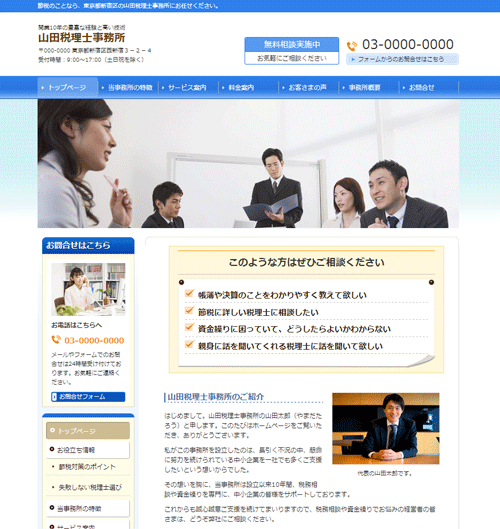 節税のことなら、東京都新宿区の山田税理士事務所にお任せください。
開業10年の豊富な経験と高い技術
山田税理士事務所
〒000-0000 東京都新宿区西新宿３－２－４
受付時間：9:00～17:00（土日祝を除く）
無料相談実施中
お気軽にご相談ください
03-0000-0000
フォームからのお問合せはこちら
トップページ
当事務所の特徴
サービス案内
料金案内
お客さまの声
事務所概要
お問合せ
お問合せはこちら
お電話はこちらへ
03-0000-0000
メールやフォームでのお問
合せは24時間受け付けてお
ります。お気軽にご連絡く
ださい。
お問合せフォーム
トップページ
お役立ち情報
節税対策のポイント
失敗しない税理士選び
当事務所の特徴
サービス案内
このような方はぜひご相談ください
帳簿や決算のことをわかりやすく教えて欲しい
節税に詳しい税理士に相談したい
資金繰りに困っていて、どうしたらよいかわからない
親身に話を聞いてくれる税理士に話を聞いて欲しい
山田税理士事務所のご紹介
はじめまして。山田税理士事務所の山田太郎（やまだた
ろう）と申します。このたびはホームページをご覧いた
だき、ありがとうございます。
私がこの事務所を設立したのは、長引く不況の中、懸命
に努力を続けられている中小企業を一社でも多くご支援
したいという想いからでした。
その想いを胸に、当事務所は設立以来10年間、税務相
談や資金繰りを専門に、中小企業の皆様をサポートしております。
これからも誠心誠意ご支援を続けてまいりますので、税務相談や資金繰りでお悩みの経営者の皆
さまは、どうぞ弊社にご相談ください。
代表の山田太郎です。